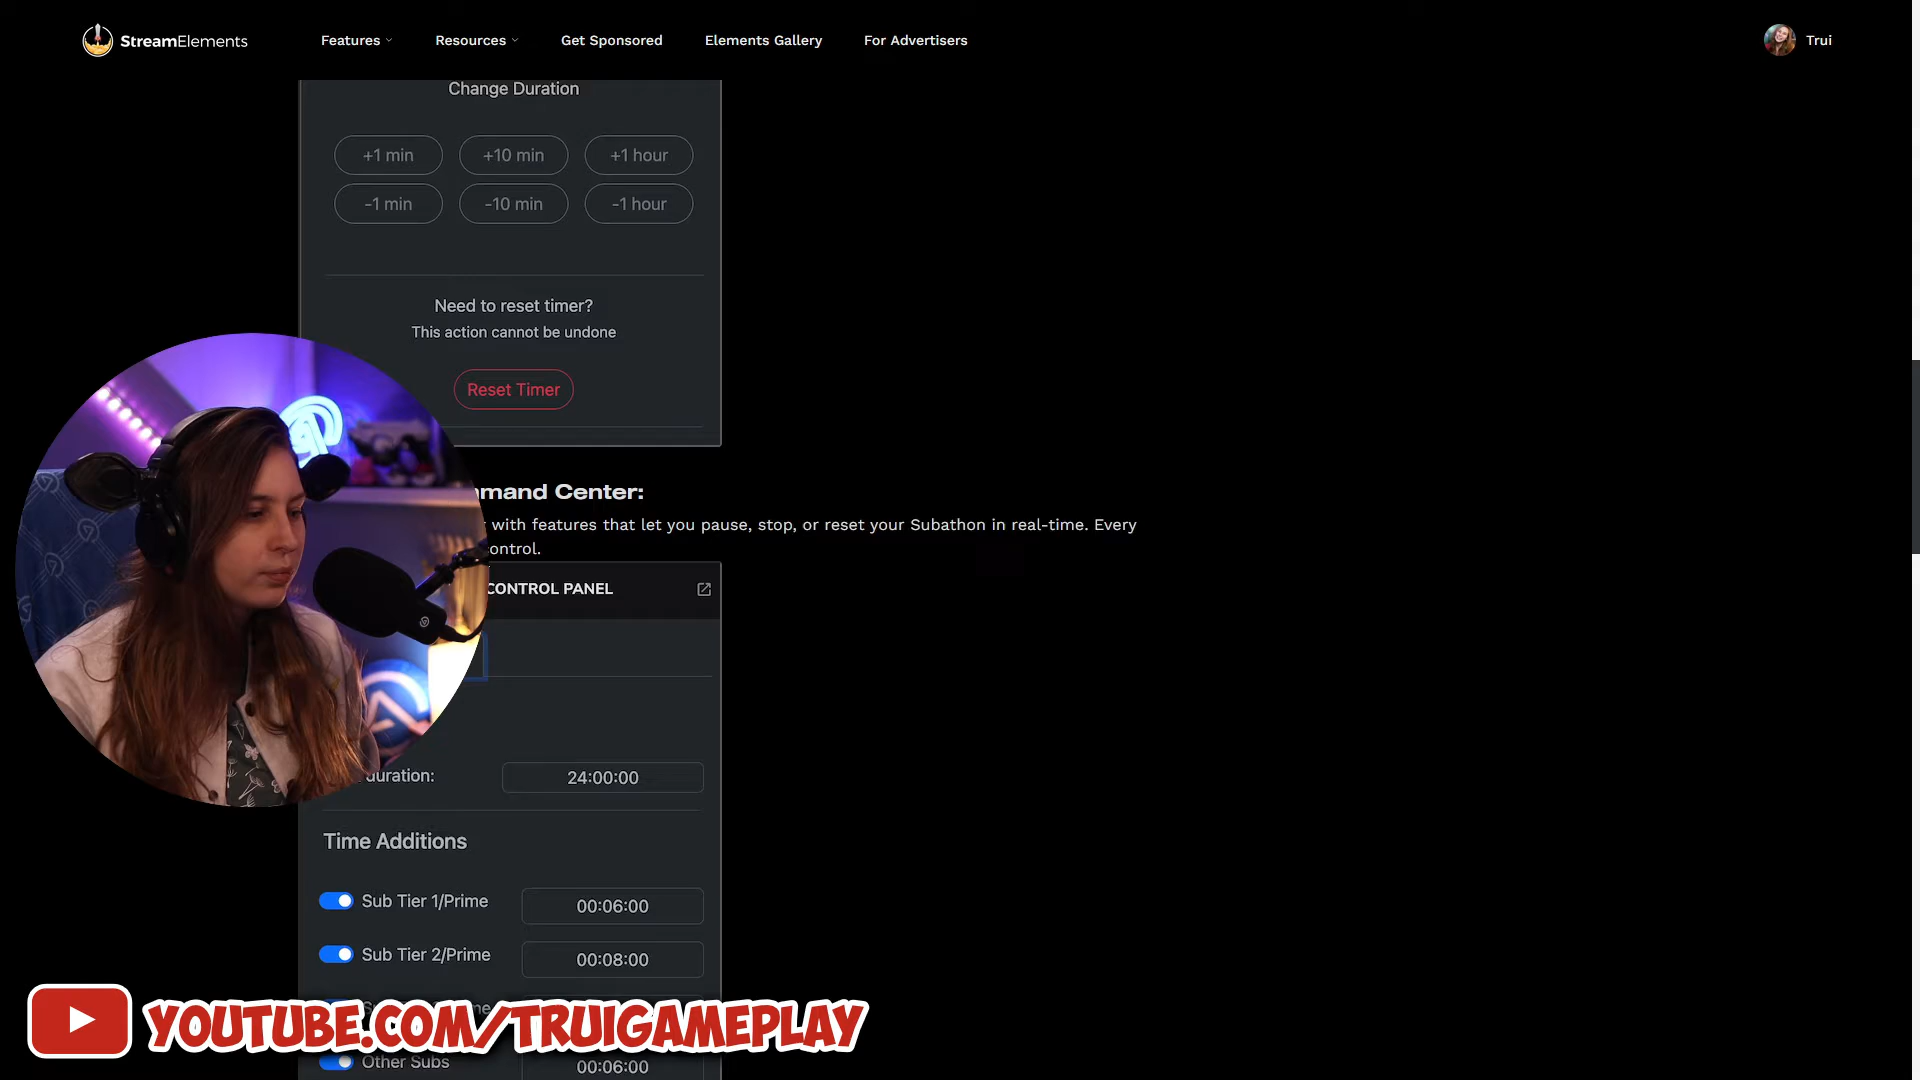 StreamElements
Features
Resources
Get Sponsored
Elements Gallery
For Advertisers
Trui
Change Duration
+1 min
+10 min
+1 hour
-1 min
-10 min
-1 hour
Need to reset timer?
This action cannot be undone
Reset Timer
Center:
with features that let you pause, stop, or reset your Subathon in real-time. Every
CONTROL PANEL
duration:
24:00:00
Time Additions
Sub Tier 1/Prime
00:06:00
Sub Tier 2/Prime
00:08:00
YOUTUBE.COM/TRUIGAMEPLAY
Other Subs
00:06:00